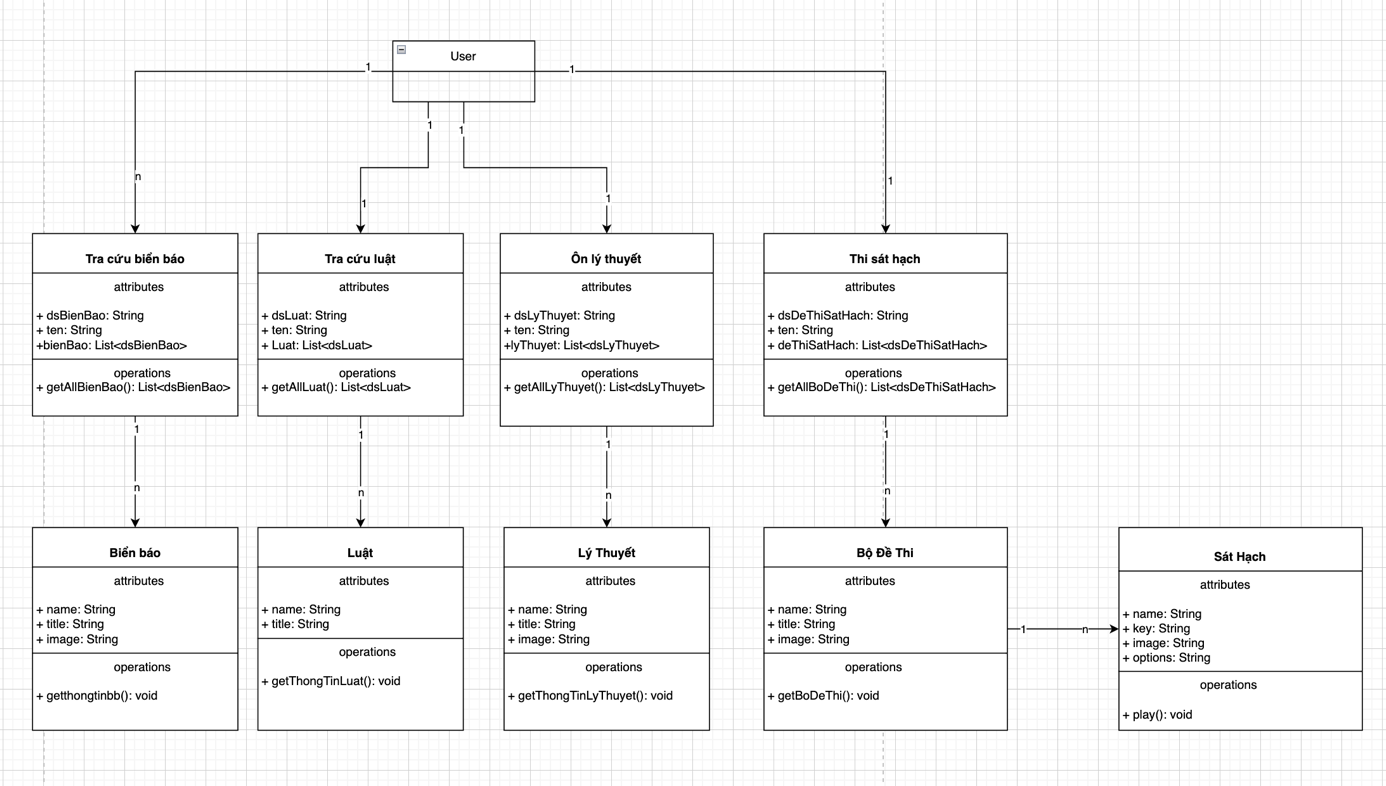 User
1
1
1
1
n
1
1
1
Tra cứu biển báo
attributes
+ dsBienBao: String
+ ten: String
+bienBao: List<dsBienBao>
operations
+ getAllBienBao(): List<dsBienBao>
Tra cứu luật
attributes
+ dsLuat: String
+ ten: String
+ Luat: List<dsLuat>
operations
+ getAllLuat(): List<dsLuat>
Ôn lý thuyết
attributes
+ dsLyThuyet: String
+ ten: String
+lyThuyet: List<dsLyThuyet>
operations
+ getAllLyThuyet(): List<dsLyThuyet>
Thi sát hạch
attributes
+ dsDeThiSatHach: String
+ ten: String
+ deThiSatHach: List<dsDeThiSatHach>
operations
+ getAllBoDeThi(): List<dsDeThiSatHach>
1
n
1
n
1
n
1
n
Biển báo
attributes
+ name: String
+ title: String
+ image: String
operations
+ getthongtinbb(): void
Luật
attributes
+ name: String
+ title: String
operations
+ getThongTinLuat(): void
Lý Thuyết
attributes
+ name: String
+ title: String
+ image: String
operations
+ getThongTinLyThuyet(): void
Bộ Đề Thi
attributes
+ name: String
+ title: String
+ image: String
operations
+ getBoDeThi(): void
1
n
Sát Hạch
attributes
+ name: String
+ key: String
+ image: String
+ options: String
operations
+ play(): void